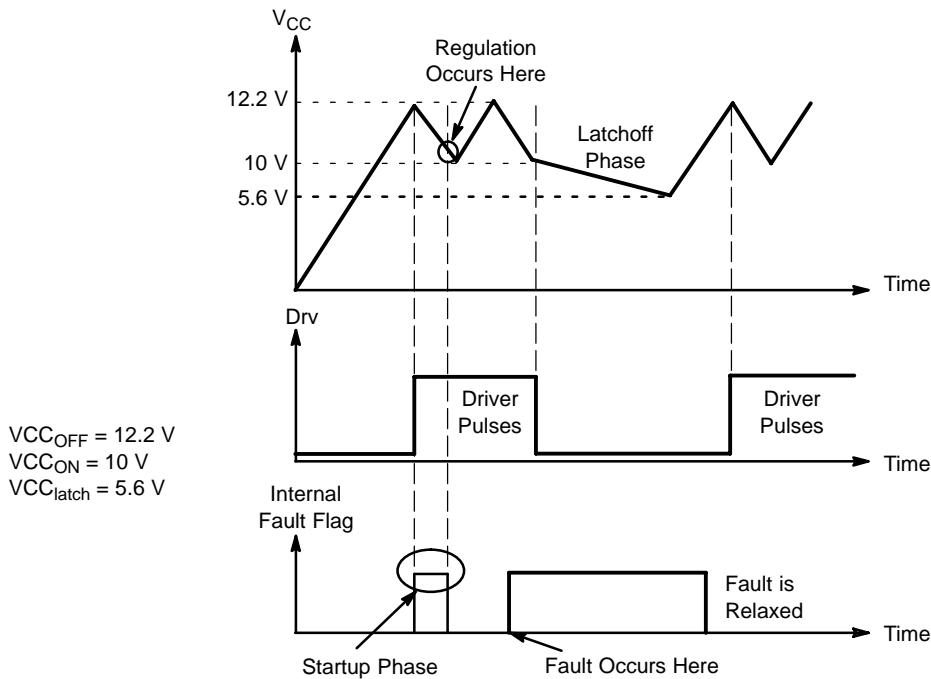 V_CC
Regulation
Occurs Here
12.2 V
10 V
5.6 V
Latchoff
Phase
Time
Drv
Driver
Pulses
Driver
Pulses
Time
VCC_OFF = 12.2 V
VCC_ON = 10 V
VCC_latch = 5.6 V
Internal
Fault Flag
Fault is
Relaxed
Time
Startup Phase
Fault Occurs Here